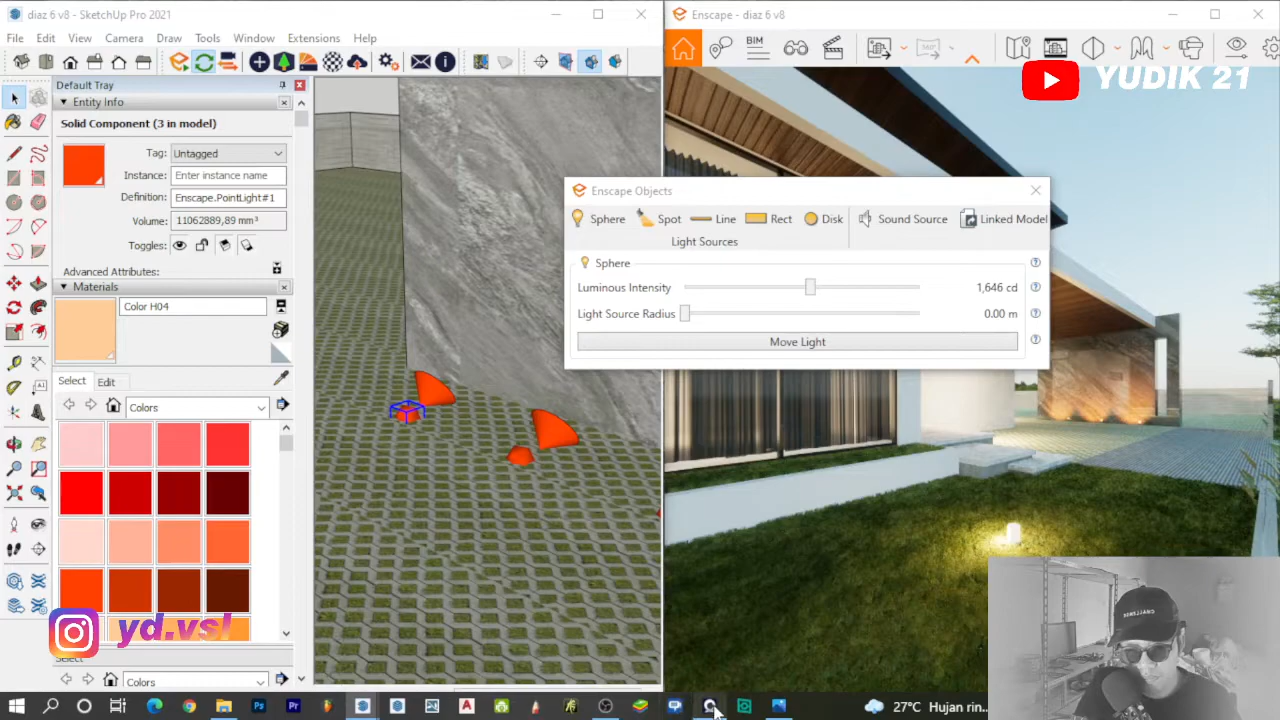 diaz 6 v8 - SketchUp Pro 2021
File Edit View Camera Draw Tools Window Extensions Help
Default Tray
Entity Info
Solid Component (3 in model)
Tag: Untagged
Instance: Enter instance name
Definition: Enscape.PointLight#1
Volume: 11062889,89 mm³
Toggles:
Advanced Attributes:
Materials
Color H04
Select Edit
Colors
Select
Colors
yd.vsl
Enscape - diaz 6 v8
BIM
YUDIK 21
Enscape Objects
Sphere Spot Line Rect Disk Sound Source Linked Model
Light Sources
Sphere
Luminous Intensity 1,646 cd
Light Source Radius 0.00 m
Move Light
Ps Pr A
27°C Hujan rin...